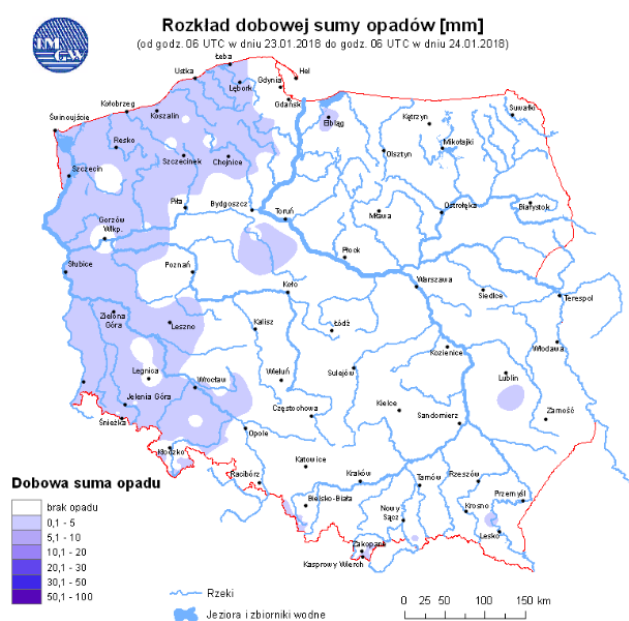 IM
GW
Rozkład dobowej sumy opadów [mm]
(od godz. 06 UTC w dniu 23.01.2018 do godz. 06 UTC w dniu 24.01.2018)
Łeba
Ustka
Hel
Gdynia
Lębork
Gdańsk
Kołobrzeg
Koszalin
Świnoujście
Elbląg
Kętrzyn
Suwałki
Resko
Mikołajki
Olsztyn
Szczecinek
Chojnice
Szczecin
Piła
Bydgoszcz
Toruń
Mława
Ostrołęka
Białystok
Gorzów
Wlkp.
Płock
Słubice
Poznań
Koło
Warszawa
Siedlce
Terespol
Zielona
Góra
Leszno
Kalisz
Łódź
Kozienice
Włodawa
Legnica
Wrocław
Wieluń
Sulejów
Lublin
Jelenia Góra
Śnieżka
Częstochowa
Kielce
Sandomierz
Zamość
Opole
Kłodzko
Katowice
Racibórz
Kraków
Tarnów
Rzeszów
Bielsko-Biała
Przemyśl
Nowy
Sącz
Krosno
Lesko
Zakopane
Kasprowy Wierch
Dobowa suma opadu
brak opadu
0,1 - 5
5,1 - 10
10,1 - 20
20,1 - 30
30,1 - 50
50,1 - 100
Rzeki
Jeziora i zbiorniki wodne
0 25 50 100 150 km